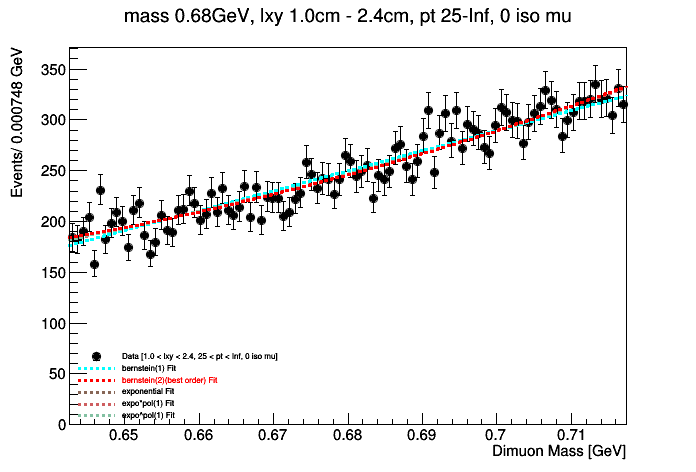 mass 0.68GeV, lxy 1.0cm - 2.4cm, pt 25-Inf, 0 iso mu
Events/ 0.000748 GeV
350
300
250
200
150
100
50
0
Data [1.0 < lxy < 2.4, 25 < pt < Inf, 0 iso mu]
bernstein(1) Fit
bernstein(2)(best order) Fit
exponential Fit
expo*pol(1) Fit
expo^pol(1) Fit
0.65 0.66 0.67 0.68 0.69 0.7 0.71
Dimuon Mass [GeV]